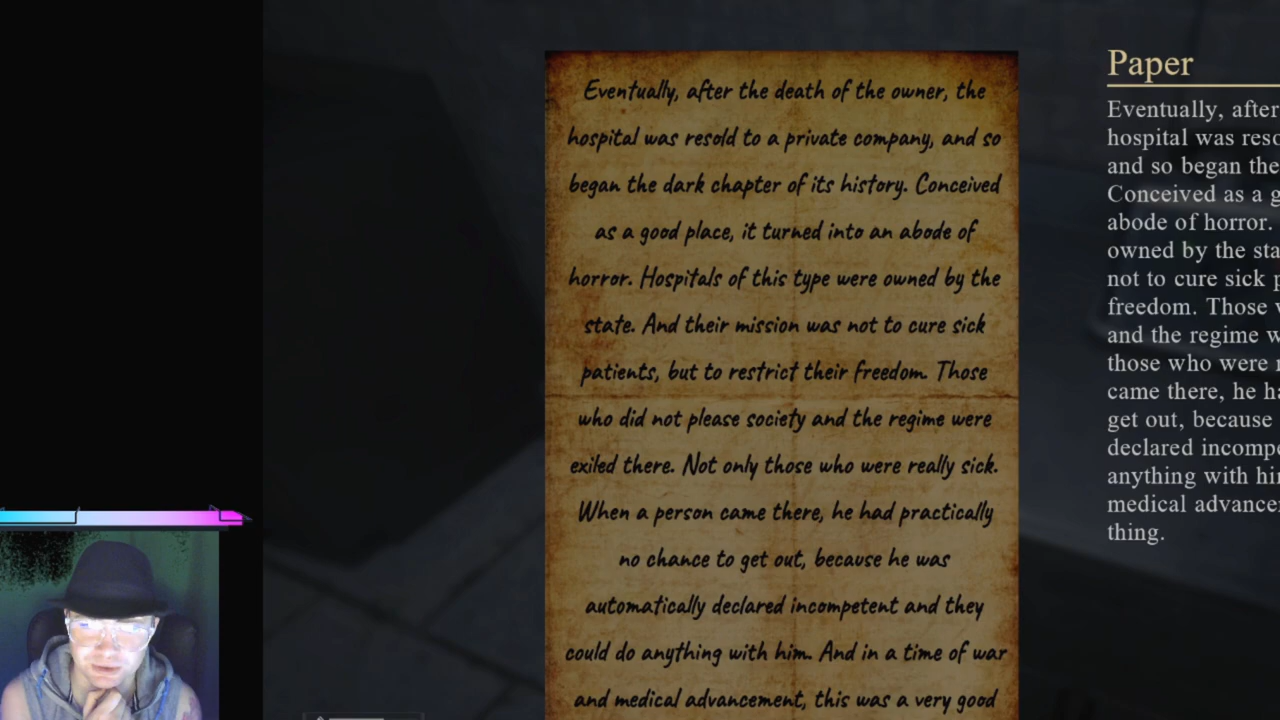 Eventually, after the death of the owner, the
hospital was resold to a private company, and so
began the dark chapter of its history. Conceived
as a good place, it turned into an abode of
horror. Hospitals of this type were owned by the
state. And their mission was not to cure sick
patients, but to restrict their freedom. Those
who did not please society and the regime were
exiled there. Not only those who were really sick.
When a person came there, he had practically
no chance to get out, because he was
automatically declared incompetent and they
could do anything with him. And in a time of war
and medical advancement, this was a very good
Paper
Eventually, after
hospital was
and so began the
Conceived as a
abode of horror.
owned by the
not to cure sick
freedom. Those
and the regime
those who were
came there, he
get out, because
declared
anything with
medical
thing.